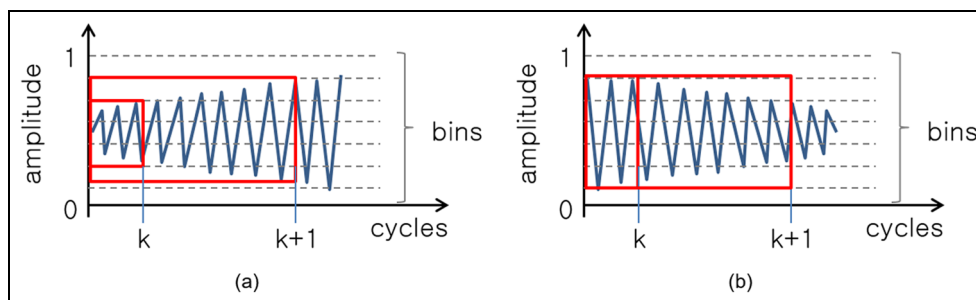 1
amplitude
0
bins
k
k+1
cycles
(a)
1
amplitude
0
bins
k
k+1
cycles
(b)